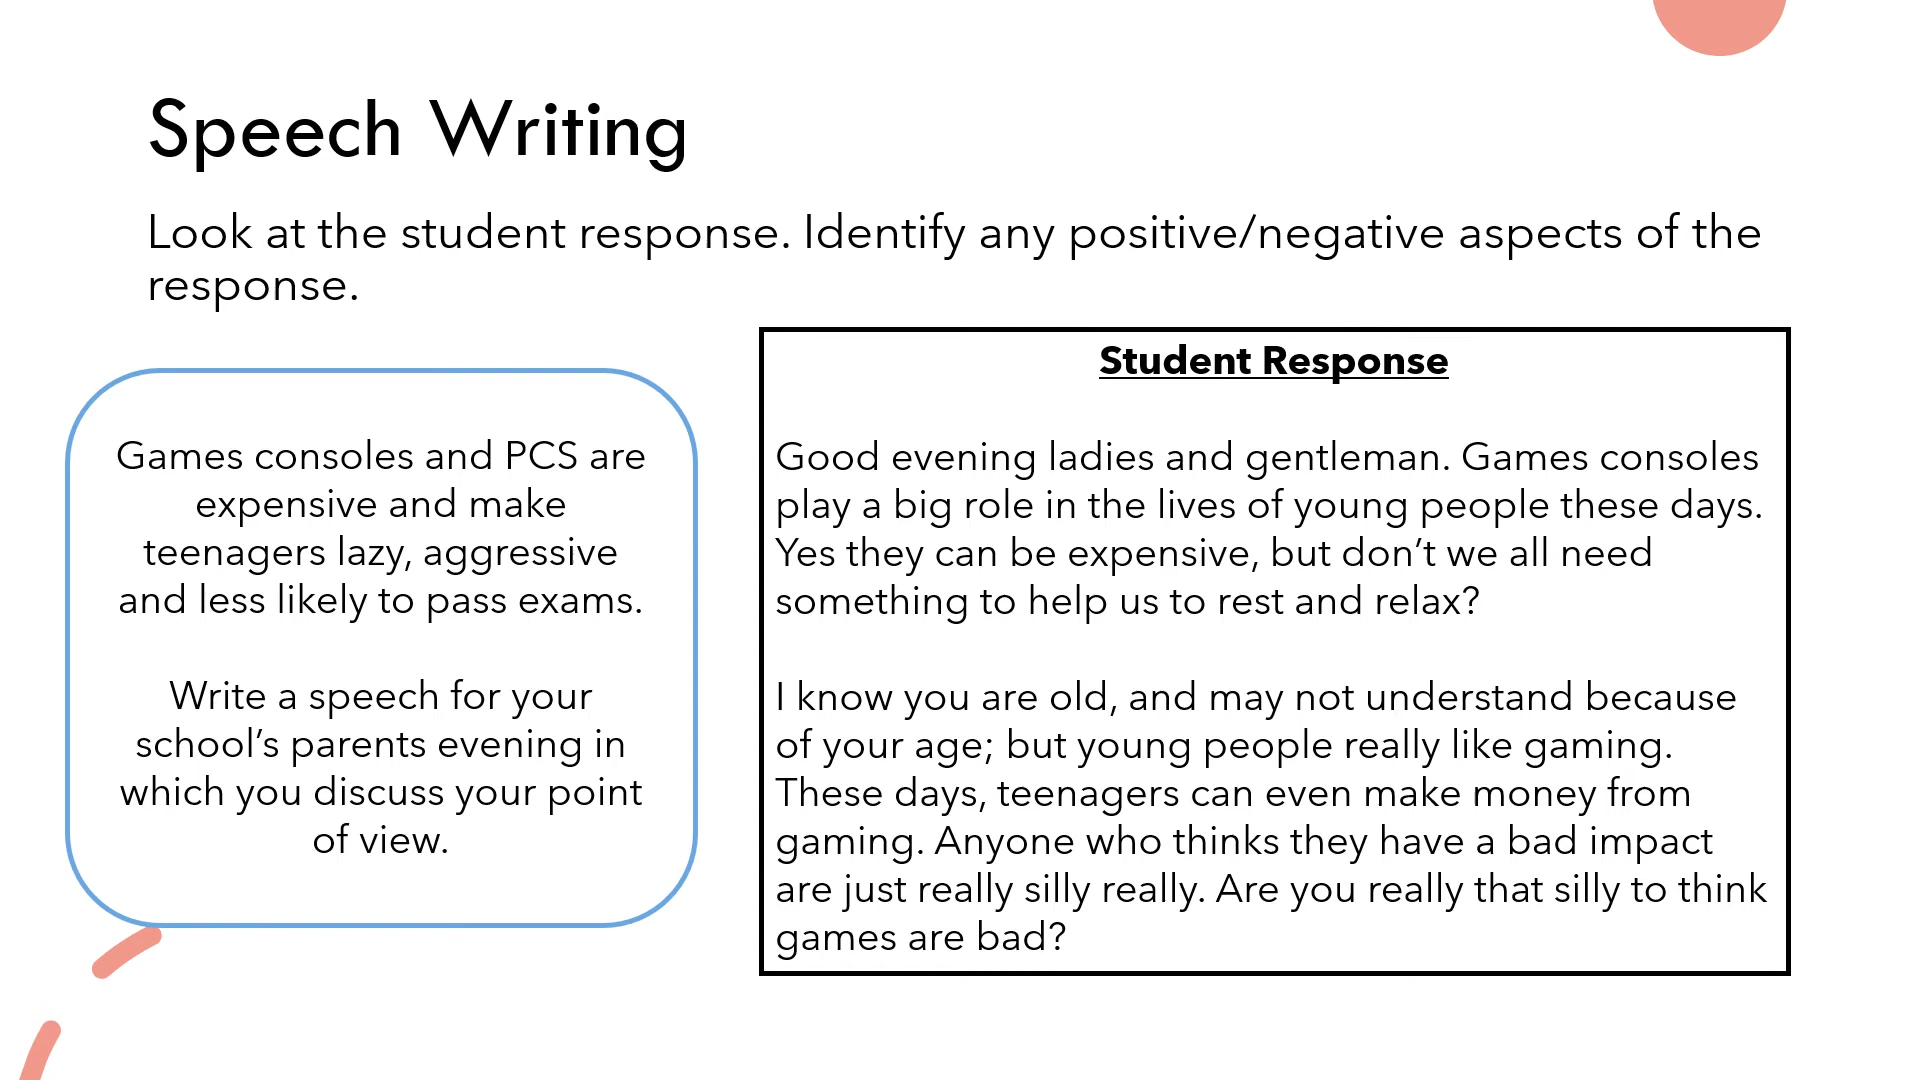 Speech Writing
Look at the student response. Identify any positive/negative aspects of the
response.
Games consoles and PCS are
expensive and make
teenagers lazy, aggressive
and less likely to pass exams.
Write a speech for your
school’s parents evening in
which you discuss your point
of view.
Student Response
Good evening ladies and gentleman. Games consoles
play a big role in the lives of young people these days.
Yes they can be expensive, but don’t we all need
something to help us to rest and relax?
I know you are old, and may not understand because
of your age; but young people really like gaming.
These days, teenagers can even make money from
gaming. Anyone who thinks they have a bad impact
are just really silly really. Are you really that silly to think
games are bad?